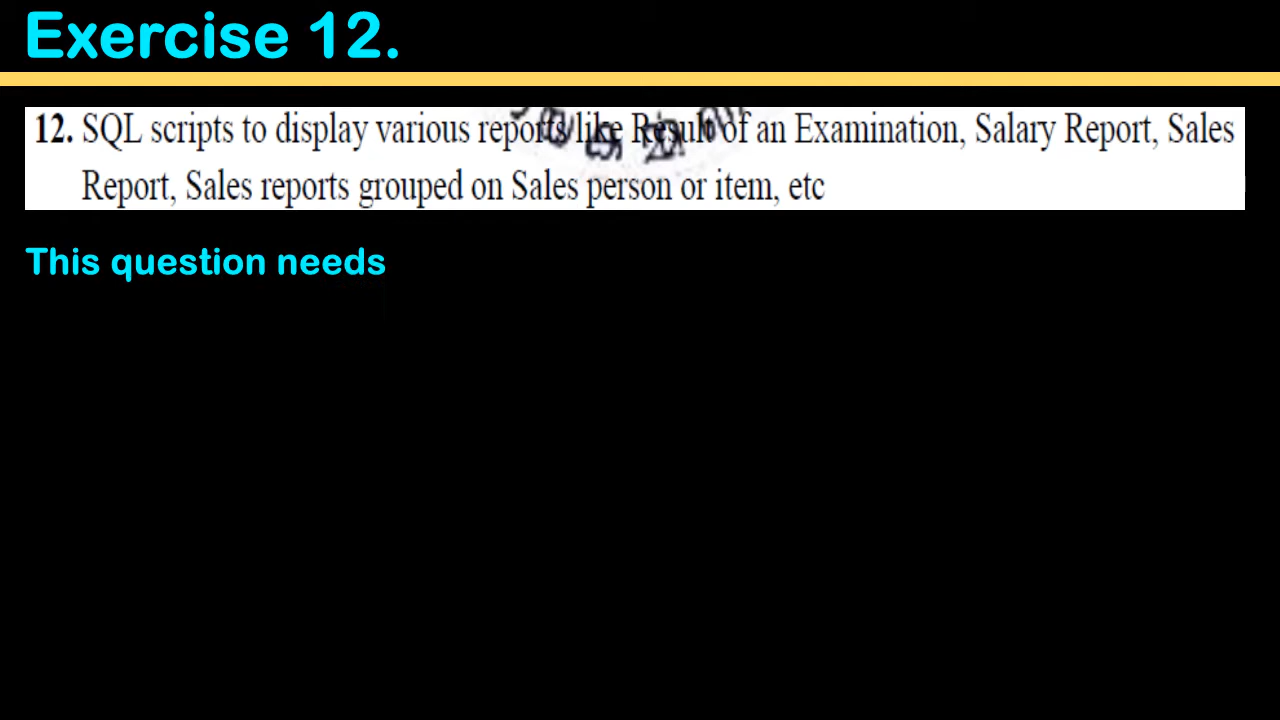 Exercise 12.
12. SQL scripts to display various reports like Result of an Examination, Salary Report, Sales
Report, Sales reports grouped on Sales person or item, etc
This question needs